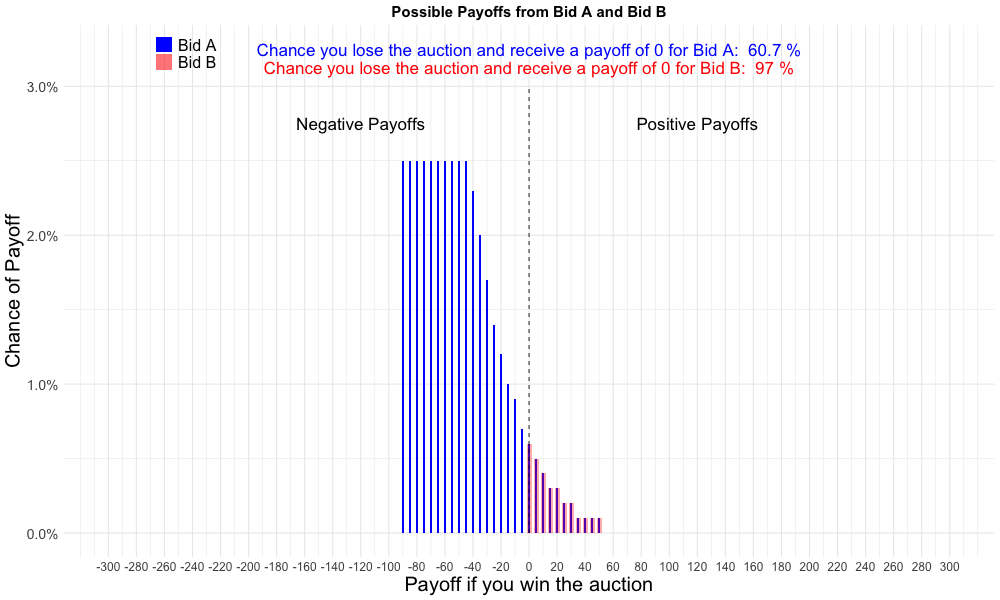 Possible Payoffs from Bid A and Bid B
Bid A
Bid B
Chance you lose the auction and receive a payoff of 0 for Bid A:  60.7 %
Chance you lose the auction and receive a payoff of 0 for Bid B:  97 %
Negative Payoffs
Positive Payoffs
Chance of Payoff
3.0%
2.0%
1.0%
0.0%
-300 -280 -260 -240 -220 -200 -180 -160 -140 -120 -100 -80 -60 -40 -20 0 20 40 60 80 100 120 140 160 180 200 220 240 260 280 300
Payoff if you win the auction